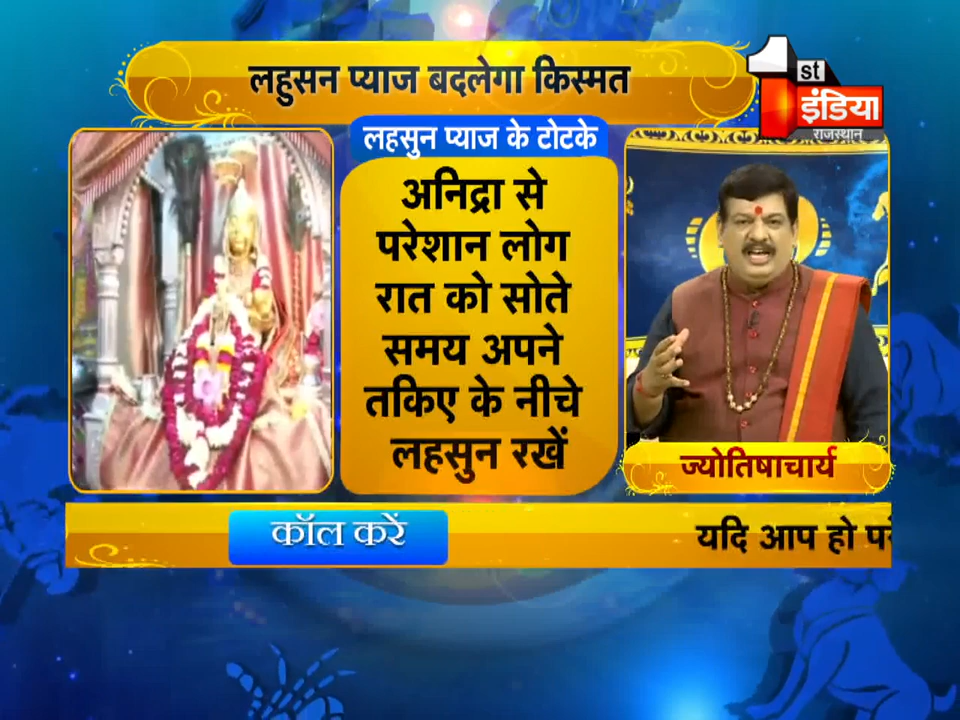 लहुसन प्याज बदलेगा किस्मत
1st
इंडिया
राजस्थान
लहसुन प्याज के टोटके
अनिद्रा से
परेशान लोग
रात को सोते
समय अपने
तकिए के नीचे
लहसुन रखें
ज्योतिषाचार्य
कॉल करें
यदि आप हो